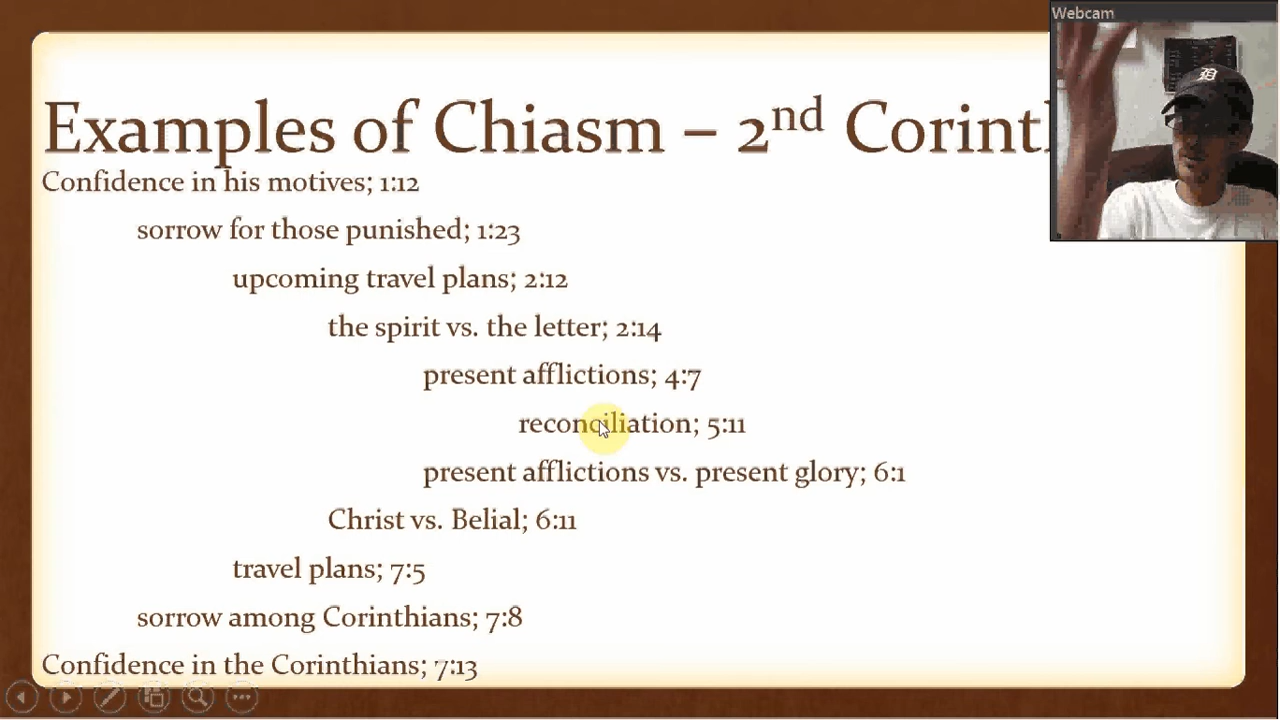 Webcam
Examples of Chiasm – 2nd Corint
Confidence in his motives; 1:12
sorrow for those punished; 1:23
upcoming travel plans; 2:12
the spirit vs. the letter; 2:14
present afflictions; 4:7
reconciliation; 5:11
present afflictions vs. present glory; 6:1
Christ vs. Belial; 6:11
travel plans; 7:5
sorrow among Corinthians; 7:8
Confidence in the Corinthians; 7:13